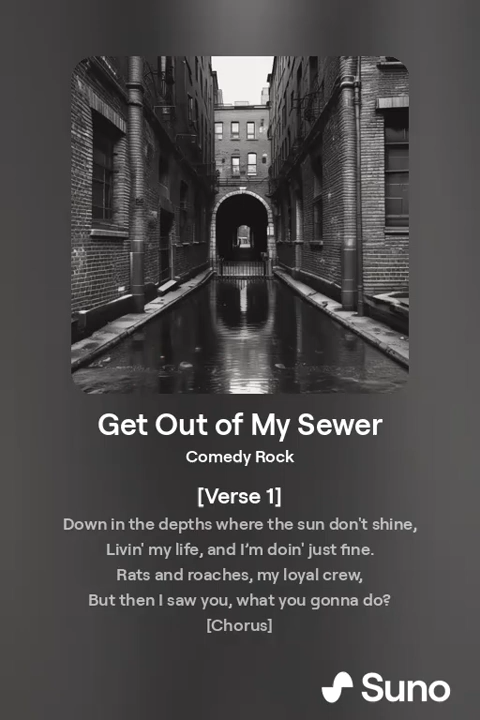 Get Out of My Sewer
Comedy Rock
[Verse 1]
Down in the depths where the sun don't shine,
Livin' my life, and I’m doin' just fine.
Rats and roaches, my loyal crew,
But then I saw you, what you gonna do?
[Chorus]
Suno